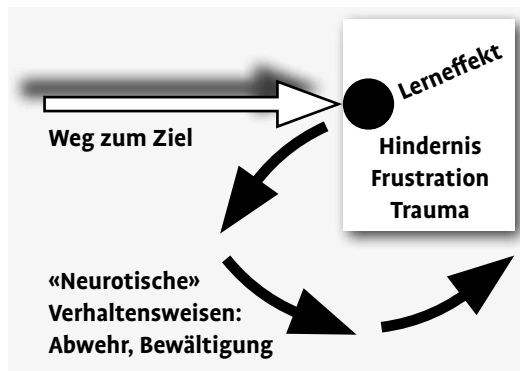 Lerneffekt
Weg zum Ziel
Hindernis
Frustration
Trauma
«Neurotische»
Verhaltensweisen:
Abwehr, Bewältigung